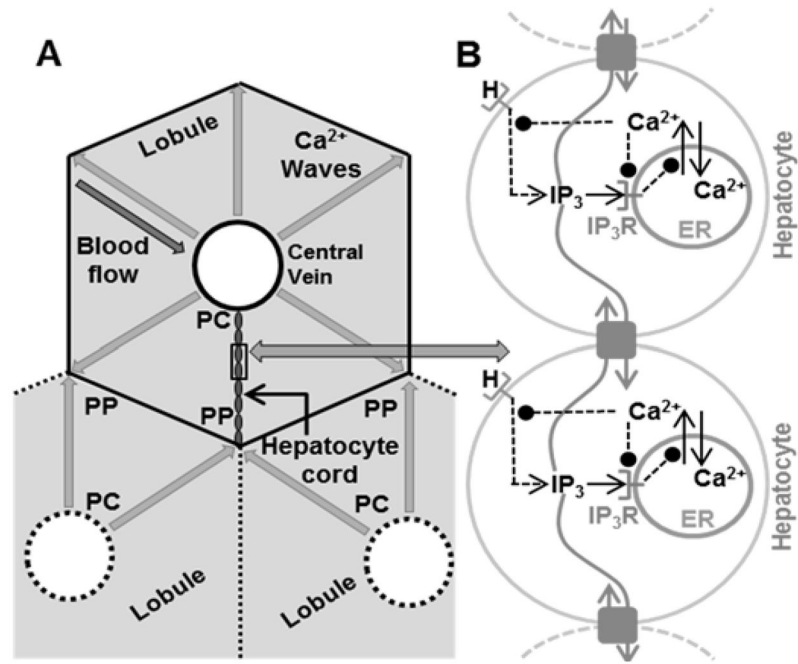 A
Lobule
Ca2+
Waves
Blood
flow
Central
Vein
PC
PP
PP
PP
Hepatocyte
cord
PC
PC
Lobule
Lobule
B
H
Ca2+
IP3
IP3R
Ca2+
ER
Hepatocyte
H
Ca2+
IP3
IP3R
Ca2+
ER
Hepatocyte